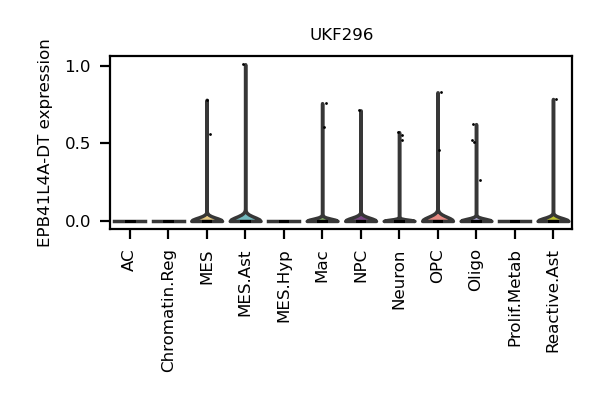 UKF296
EPB41L4A-DT expression
1.0
0.5
0.0
AC
Chromatin.Reg
MES
MES.Ast
MES.Hyp
Mac
NPC
Neuron
OPC
Oligo
Prolif.Metab
Reactive.Ast